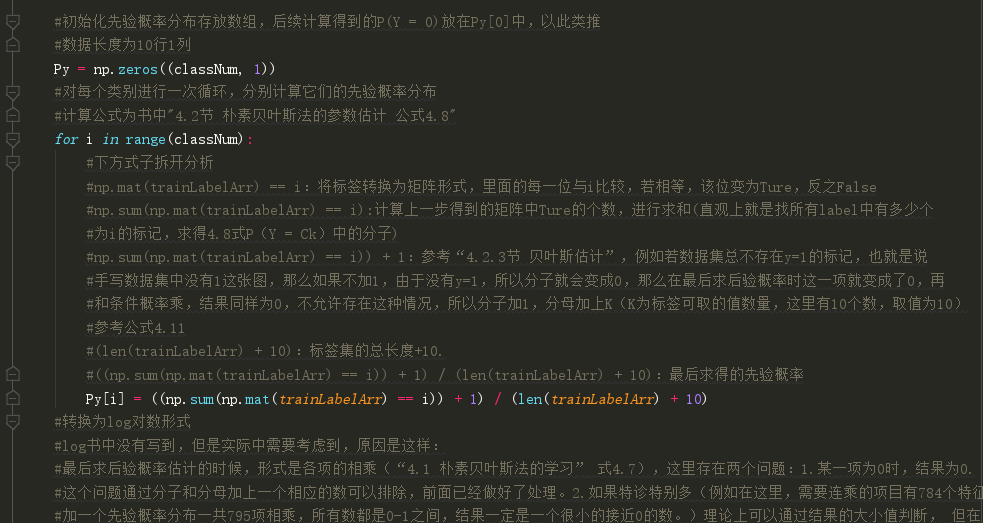 #初始化先验概率分布存放数组，后续计算得到的P(Y = 0)放在Py[0]中，以此类推
#数据长度为10行1列
Py = np.zeros((classNum, 1))
#对每个类别进行一次循环，分别计算它们的先验概率分布
#计算公式为书中"4.2节 朴素贝叶斯法的参数估计 公式4.8"
for i in range(classNum):
#下方式子拆开分析
#np.mat(trainLabelArr) == i：将标签转换为矩阵形式，里面的每一位与i比较，若相等，该位变为Ture，反之False
#np.sum(np.mat(trainLabelArr) == i):计算上一步得到的矩阵中Ture的个数，进行求和(直观上就是找所有label中有多少个
#为i的标记，求得4.8式P（Y = Ck）中的分子)
#np.sum(np.mat(trainLabelArr) == i)) + 1：参考“4.2.3节 贝叶斯估计”，例如若数据集总不存在y=1的标记，也就是说
#手写数据集中没有1这张图，那么如果不加1，由于没有y=1，所以分子就会变成0，那么在最后求后验概率时这一项就变成了0，再
#和条件概率乘，结果同样为0，不允许存在这种情况，所以分子加1，分母加上K（K为标签可取的值数量，这里有10个数，取值为10）
#参考公式4.11
#(len(trainLabelArr) + 10)：标签集的总长度+10.
#((np.sum(np.mat(trainLabelArr) == i)) + 1) / (len(trainLabelArr) + 10)：最后求得的先验概率
Py[i] = ((np.sum(np.mat(trainLabelArr) == i)) + 1) / (len(trainLabelArr) + 10)
#转换为log对数形式
#log书中没有写到，但是实际中需要考虑到，原因是这样：
#最后求后验概率估计的时候，形式是各项的相乘（“4.1 朴素贝叶斯法的学习” 式4.7），这里存在两个问题：1.某一项为0时，结果为0.
#这个问题通过分子和分母加上一个相应的数可以排除，前面已经做好了处理。2.如果特诊特别多（例如在这里，需要连乘的项目有784个特征
#加一个先验概率分布一共795项相乘，所有数都是0-1之间，结果一定是一个很小的接近0的数。）理论上可以通过结果的大小值判断， 但在